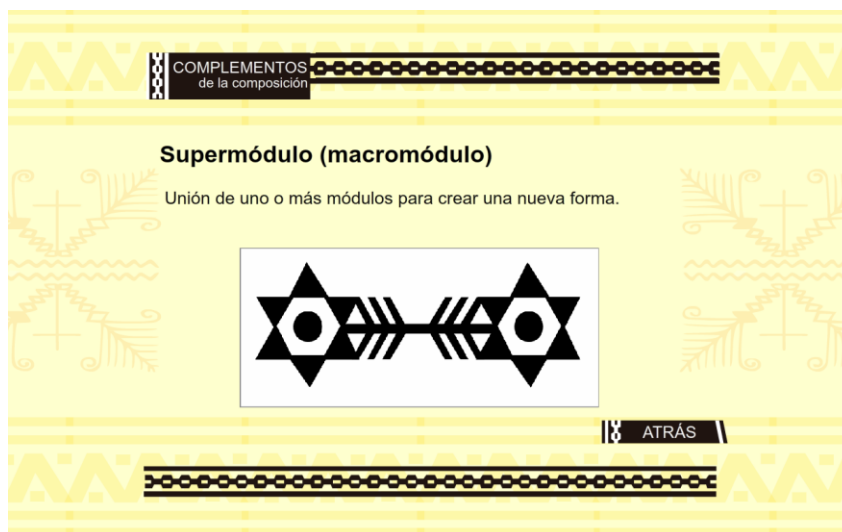 COMPLEMENTOS
de la composición
Supermódulo (macromódulo)
Unión de uno o más módulos para crear una nueva forma.
ATRÁS